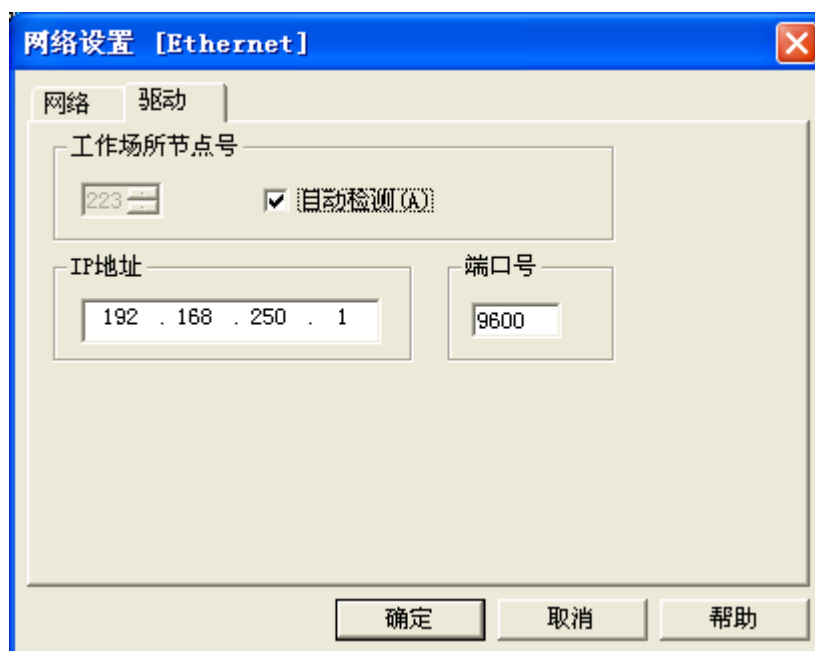 网络设置 [Ethernet]
网络 驱动
工作场所节点号
223 自动检测(A)
IP地址 端口号
192 . 168 . 250 . 1 9600
确定 取消 帮助